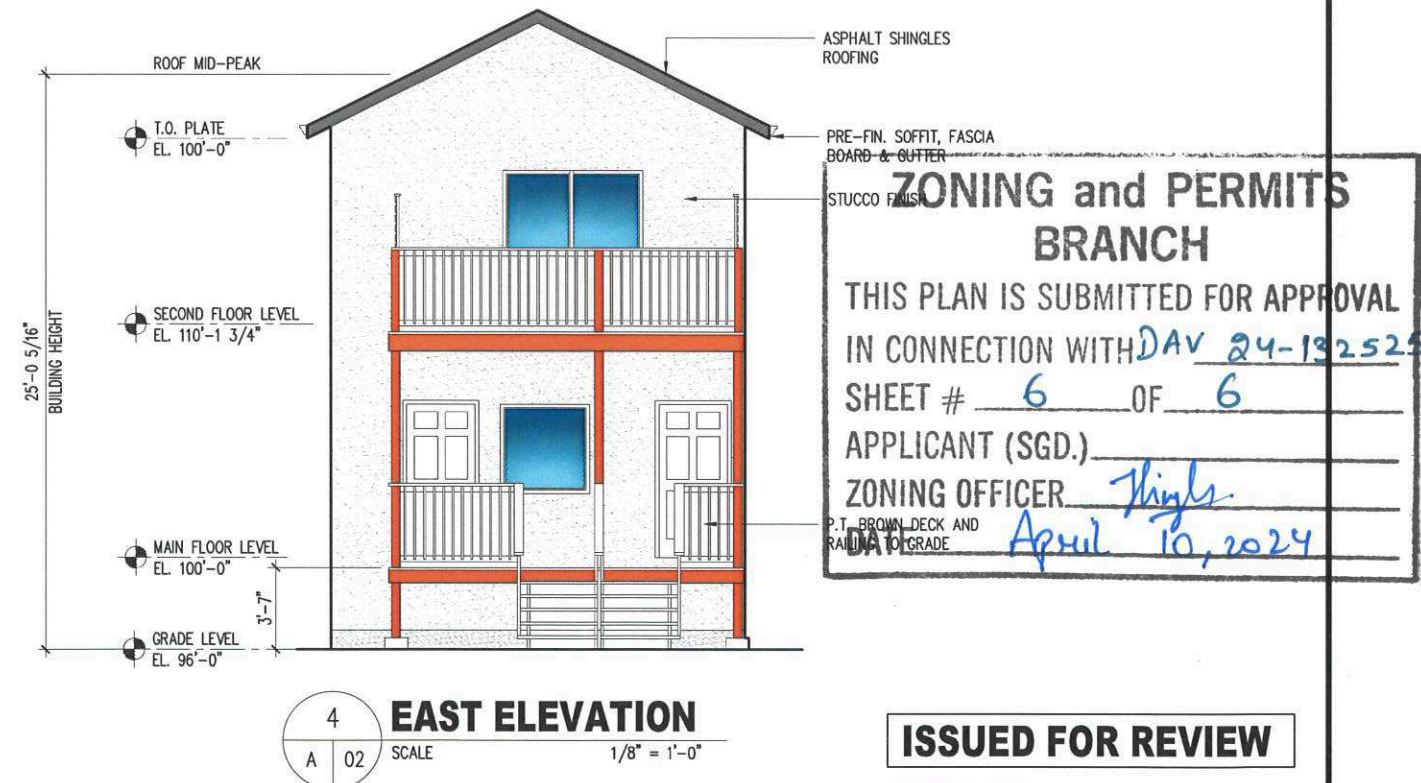 ROOF MID-PEAK
T.O. PLATE
EL. 100'-0"
SECOND FLOOR LEVEL
EL. 110'-1 3/4"
25'-0 5/16"
BUILDING HEIGHT
MAIN FLOOR LEVEL
EL. 100'-0"
3'-7"
GRADE LEVEL
EL. 96'-0"
ASPHALT SHINGLES
ROOFING
PRE-FIN. SOFFIT, FASCIA
BOARD & GUTTER
STUCCO FINISH
P.T. BROWN DECK AND
RAILING TO GRADE
ZONING and PERMITS
BRANCH
THIS PLAN IS SUBMITTED FOR APPROVAL
IN CONNECTION WITH DAV 24-132525
SHEET # 6 OF 6
APPLICANT (SGD.)
ZONING OFFICER
DATE April 10, 2024
4
A 02
EAST ELEVATION
SCALE 1/8" = 1'-0"
ISSUED FOR REVIEW